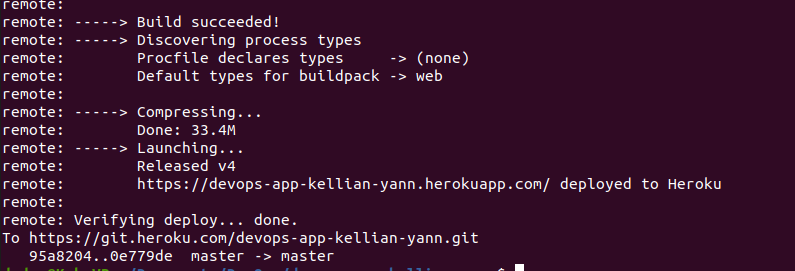 remote:
remote: -----> Build succeeded!
remote: -----> Discovering process types
remote:        Procfile declares types     -> (none)
remote:        Default types for buildpack -> web
remote:
remote: -----> Compressing...
remote:        Done: 33.4M
remote: -----> Launching...
remote:        Released v4
remote:        https://devops-app-kellian-yann.herokuapp.com/ deployed to Heroku
remote:
remote: Verifying deploy... done.
To https://git.heroku.com/devops-app-kellian-yann.git
   95a8204..0e779de  master -> master